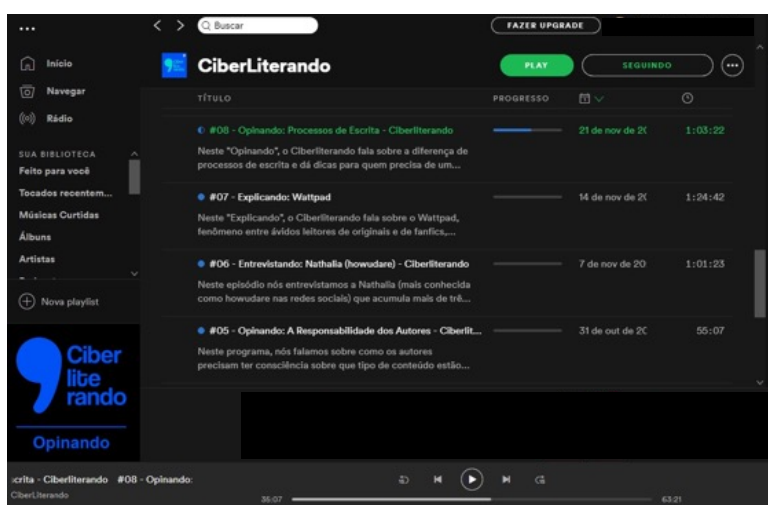 Buscar
FAZER UPGRADE
Início
Navegar
Rádio
SUA BIBLIOTECA
Feito para você
Tocados recentem...
Músicas Curtidas
Álbuns
Artistas
Nova playlist
Ciber
lite
rando
Opinando
CiberLiterando
PLAY
SEGUINDO
TÍTULO PROGRESSO
#08 - Opinando: Processos de Escrita - Ciberliterando 21 de nov de 20 1:03:22
Neste "Opinando", o Ciberliterando fala sobre a diferença de
processos de escrita e dá dicas para quem precisa de um...
#07 - Explicando: Wattpad 14 de nov de 20 1:24:42
Neste "Explicando", o Ciberliterando fala sobre o Wattpad,
fenômeno entre ávidos leitores de originais e de fanfics,...
#06 - Entrevistando: Nathalia (howudare) - Ciberliterando 7 de nov de 20 1:01:23
Neste episódio nós entrevistamos a Nathalia (mais conhecida
como howudare nas redes sociais) que acumula mais de trê...
#05 - Opinando: A Responsabilidade dos Autores - Ciberlit... 31 de out de 20 55:07
Neste programa, nós falamos sobre como os autores
precisam ter consciência sobre que tipo de conteúdo estão...
crita - Ciberliterando #08 - Opinando:
CiberLiterando
35:07 63:21